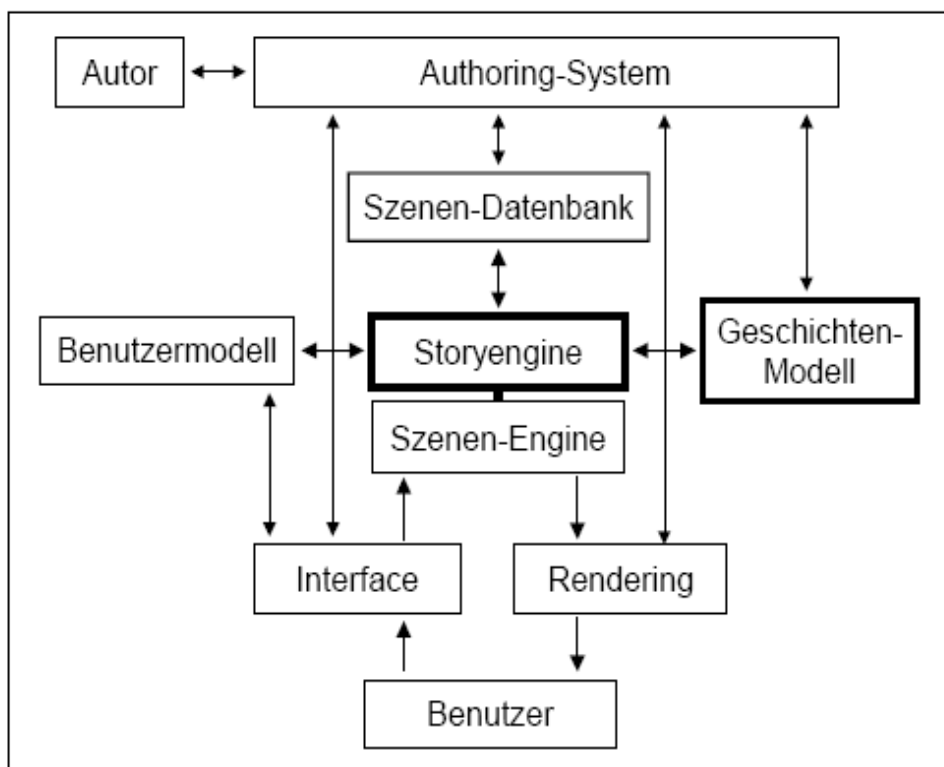 Autor
Authoring-System
Szenen-Datenbank
Benutzermodell
Storyengine
Geschichten-
Modell
Szenen-Engine
Interface
Rendering
Benutzer